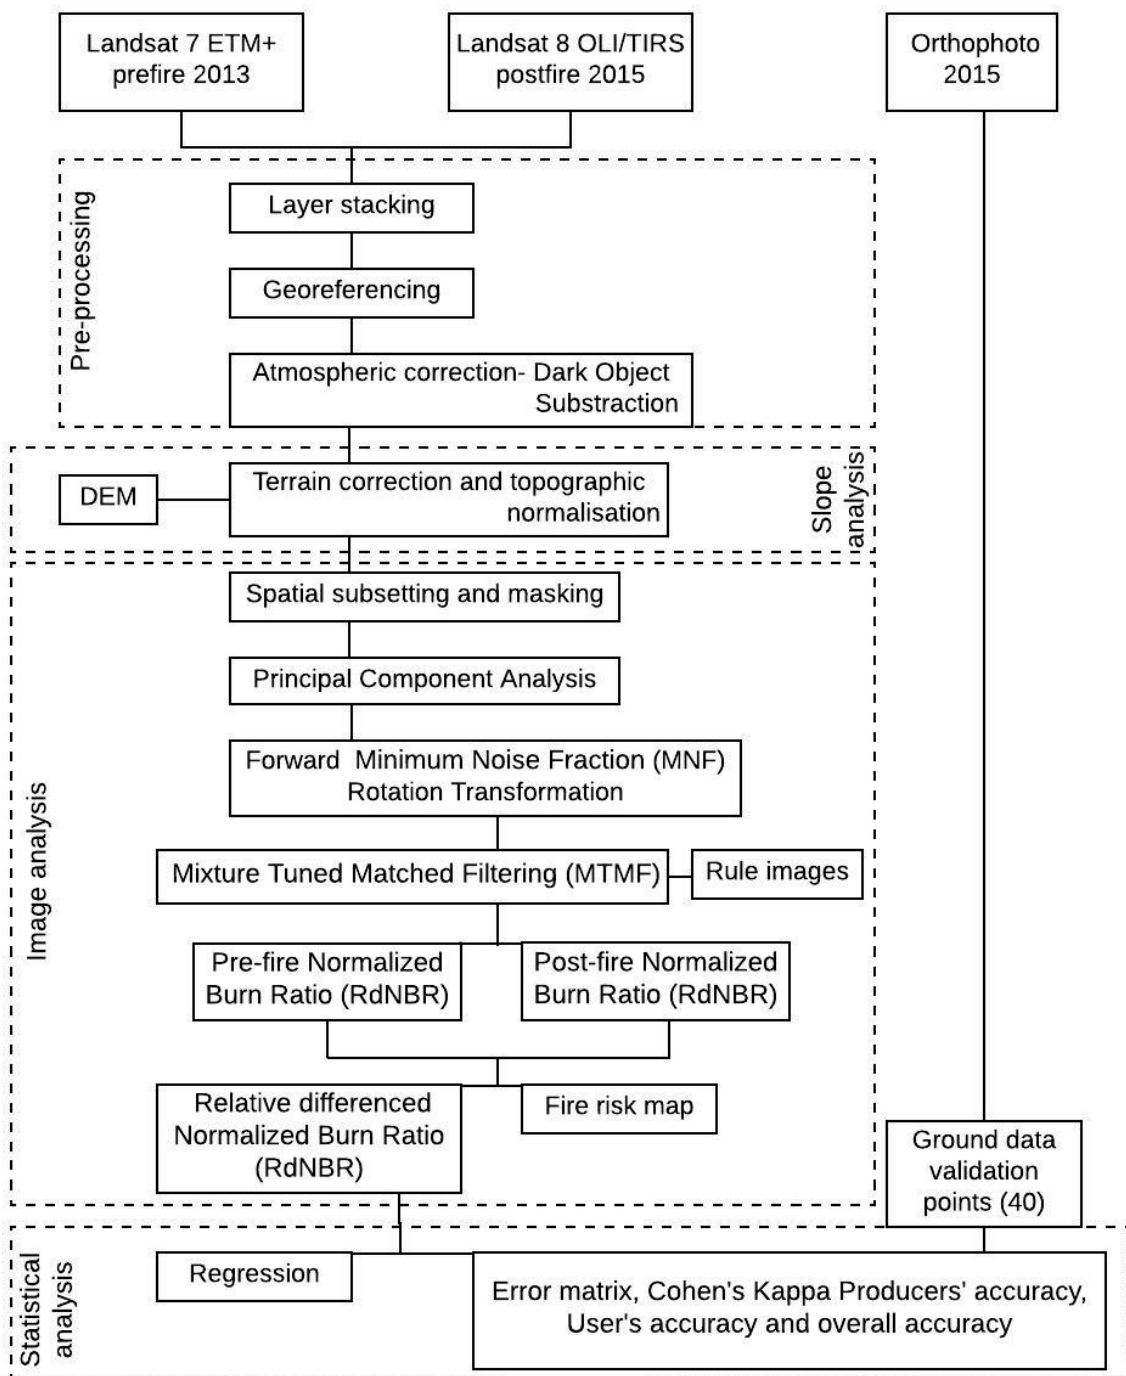 Landsat 7 ETM+
prefire 2013
Landsat 8 OLI/TIRS
postfire 2015
Orthophoto
2015
Pre-processing
Layer stacking
Georeferencing
Atmospheric correction- Dark Object
Substraction
DEM
Terrain correction and topographic
normalisation
Slope
analysis
Image analysis
Spatial subsetting and masking
Principal Component Analysis
Forward  Minimum Noise Fraction (MNF)
Rotation Transformation
Mixture Tuned Matched Filtering (MTMF)
Rule images
Pre-fire Normalized
Burn Ratio (RdNBR)
Post-fire Normalized
Burn Ratio (RdNBR)
Relative differenced
Normalized Burn Ratio
(RdNBR)
Fire risk map
Ground data
validation
points (40)
Statistical
analysis
Regression
Error matrix, Cohen's Kappa Producers' accuracy,
User's accuracy and overall accuracy